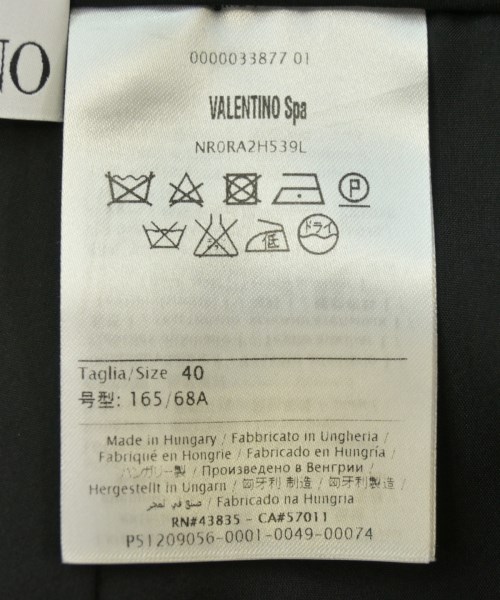 NO
0000033877 01
VALENTINO Spa
NR0RA2H539L
P
低 ドライ
Taglia/Size 40
号型: 165/68A
Made in Hungary / Fabbricato in Ungheria /
Fabriqué en Hongrie / Fabricado en Hungría /
ハンガリー製 / Произведено в Венгрии /
Hergestellt in Ungarn / 匈牙利 制造 / 匈牙利製造 /
صنع في المجر / Fabricado na Hungria
RN#43835 - CA#57011
PS1209056-0001-0049-00074